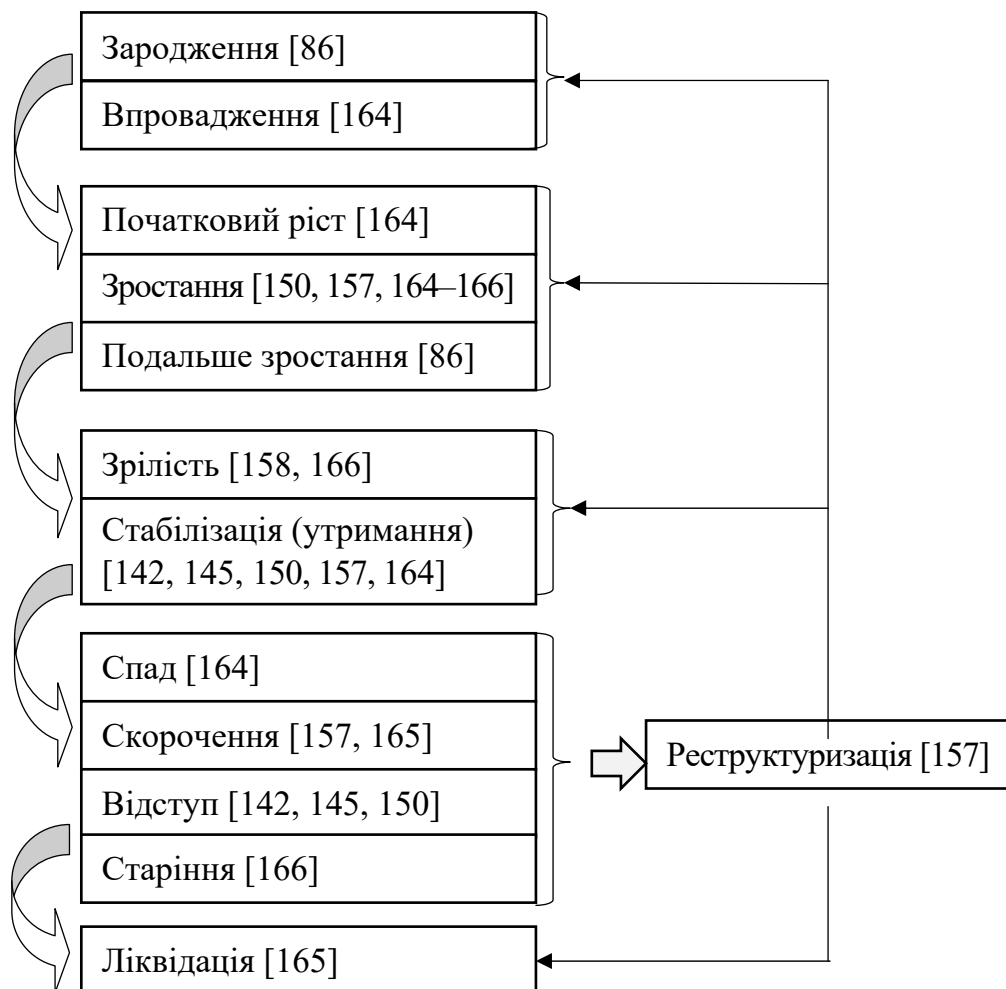 Зародження [86]
Впровадження [164]
Початковий ріст [164]
Зростання [150, 157, 164–166]
Подальше зростання [86]
Зрілість [158, 166]
Стабілізація (утримання)
[142, 145, 150, 157, 164]
Спад [164]
Скорочення [157, 165]
Реструктуризація [157]
Відступ [142, 145, 150]
Старіння [166]
Ліквідація [165]